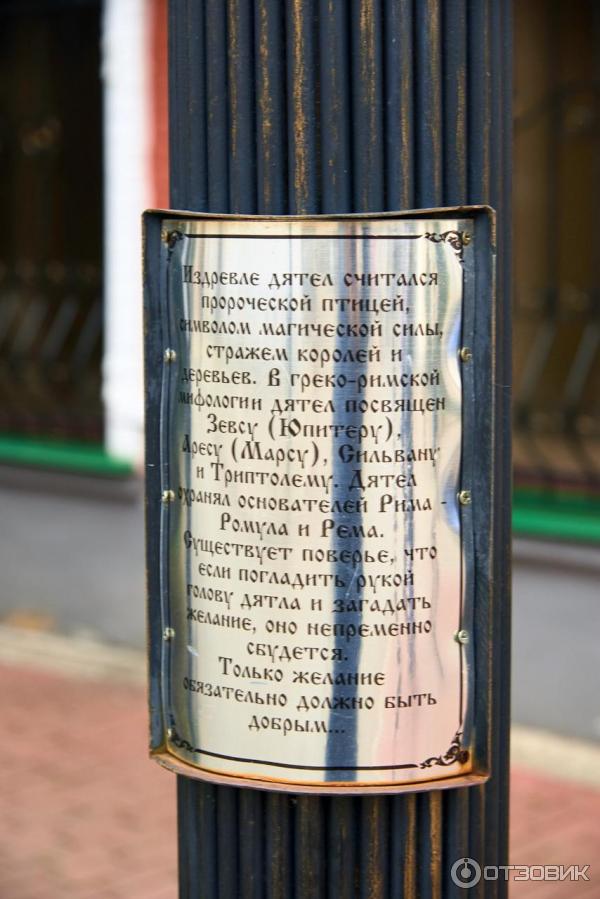 Издревле дятел считался
пророческой птицей,
символом магической силы,
стражем королей и
деревьев. В греко-римской
мифологии дятел посвящен
Зевсу (Юпитеру),
Аресу (Марсу), Сильвану
и Триптолему. Дятел
охранял основателей Рима -
Ромула и Рема.
Существует поверье, что
если погладить рукой
голову дятла и загадать
желание, оно непременно
сбудется.
Только желание
обязательно должно быть
добрым...
ОТЗОВИК